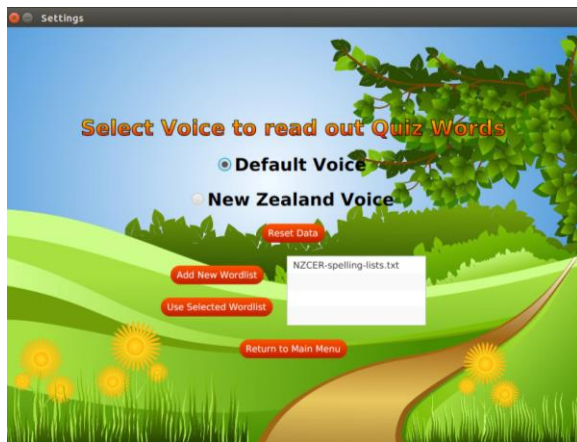 Settings
Select Voice to read out Quiz Words
Default Voice
New Zealand Voice
Reset Data
Add New Wordlist
NZCER-spelling-lists.txt
Use Selected Wordlist
Return to Main Menu